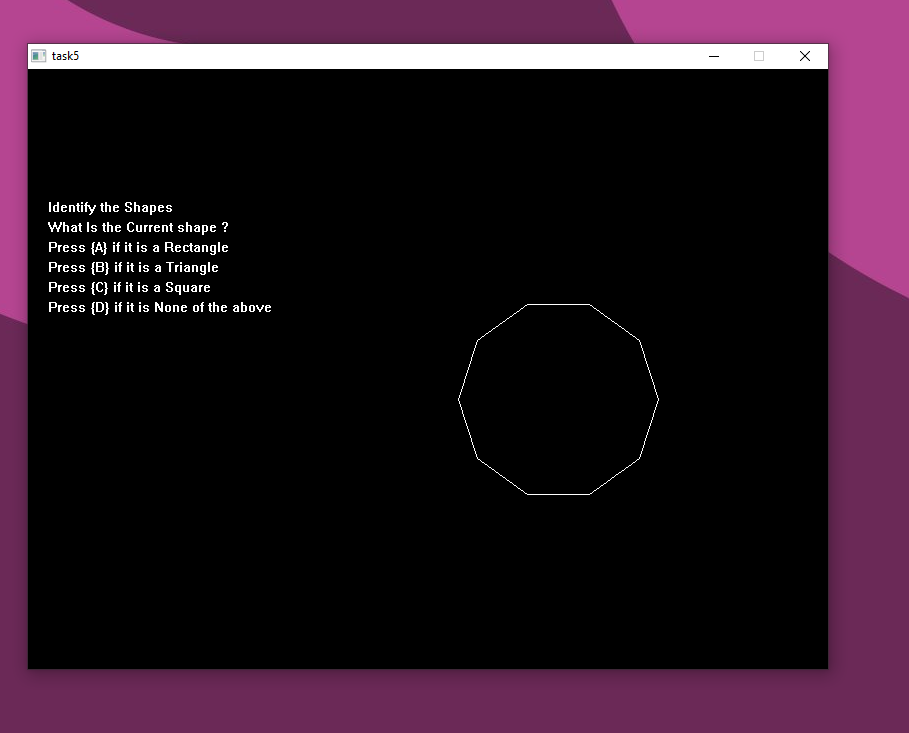 task5
Identify the Shapes
What Is the Current shape ?
Press {A} if it is a Rectangle
Press {B} if it is a Triangle
Press {C} if it is a Square
Press {D} if it is None of the above